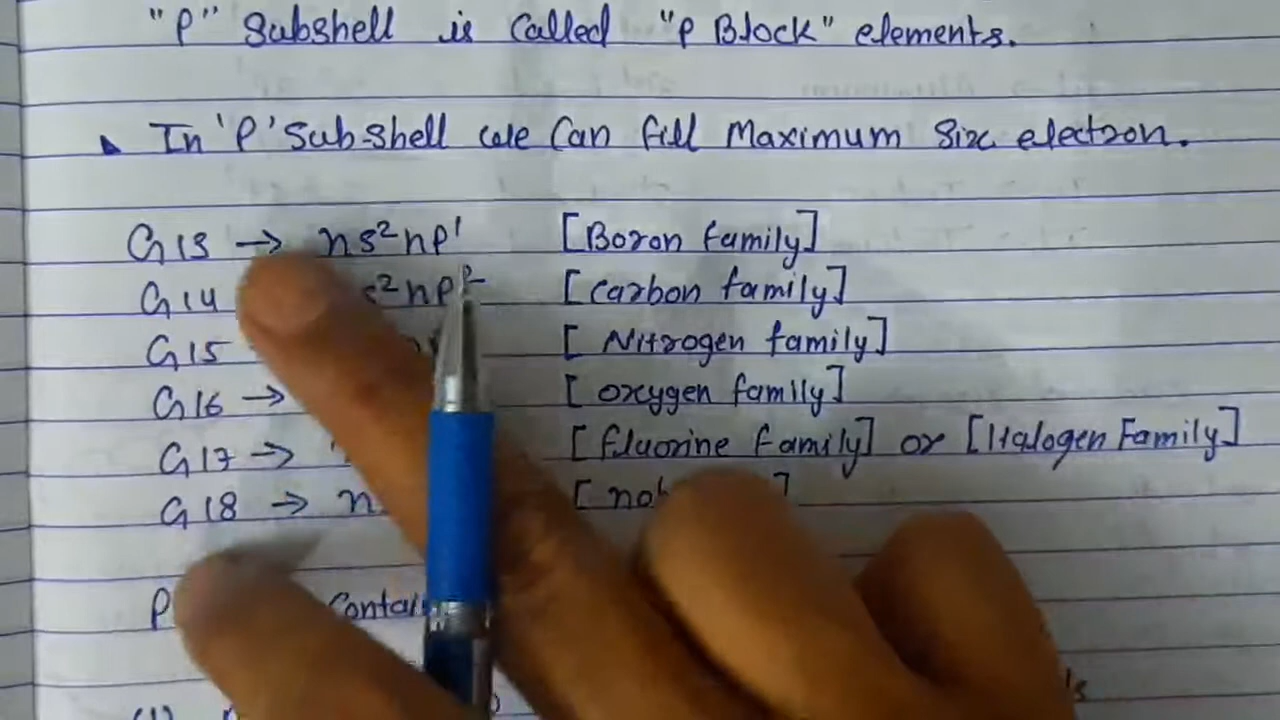 "P" Subshell is called "P Block" elements.
In 'P' Sub-shell we can fill Maximum Six electron.
G13 → ns²np¹ [Boron family]
G14 s²np² [Carbon family]
G15 [Nitrogen family]
G16 → [oxygen family]
G17 → [fluorine family] or [Halogen Family]
G18 → n
P